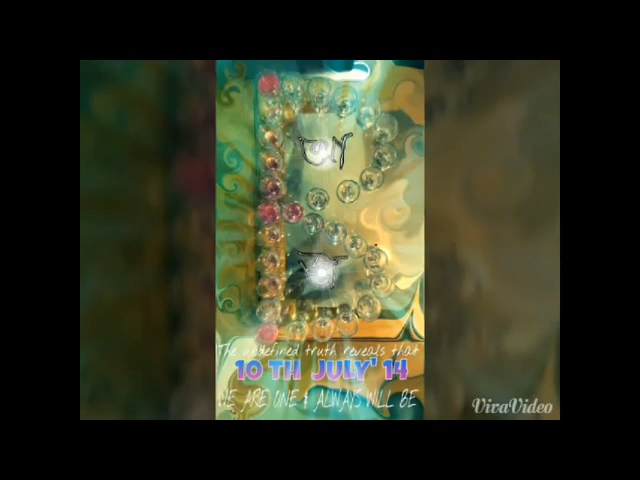 The undefined truth reveals that
10 TH JULY' 14
WE ARE ONE & ALWAYS WILL BE
VivaVideo